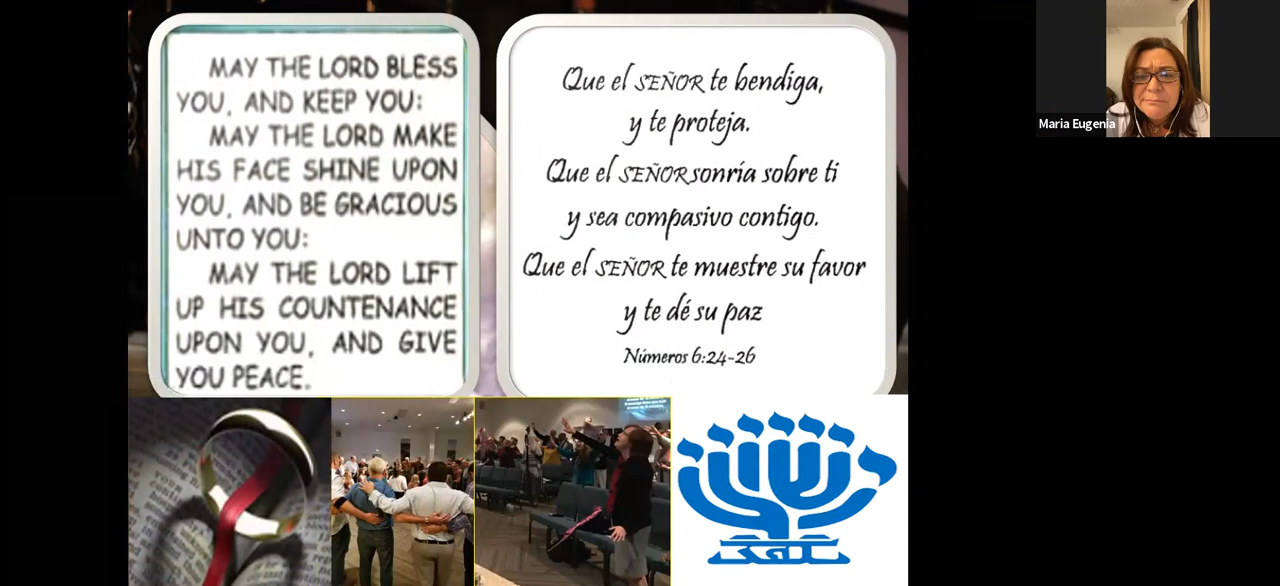 MAY THE LORD BLESS
YOU, AND KEEP YOU:
MAY THE LORD MAKE
HIS FACE SHINE UPON
YOU, AND BE GRACIOUS
UNTO YOU:
MAY THE LORD LIFT
UP HIS COUNTENANCE
UPON YOU, AND GIVE
YOU PEACE.
Que el SEÑOR te bendiga,
y te proteja.
Que el SEÑOR sonría sobre ti
y sea compasivo contigo.
Que el SEÑOR te muestre su favor
y te dé su paz
Números 6:24-26
Maria Eugenia